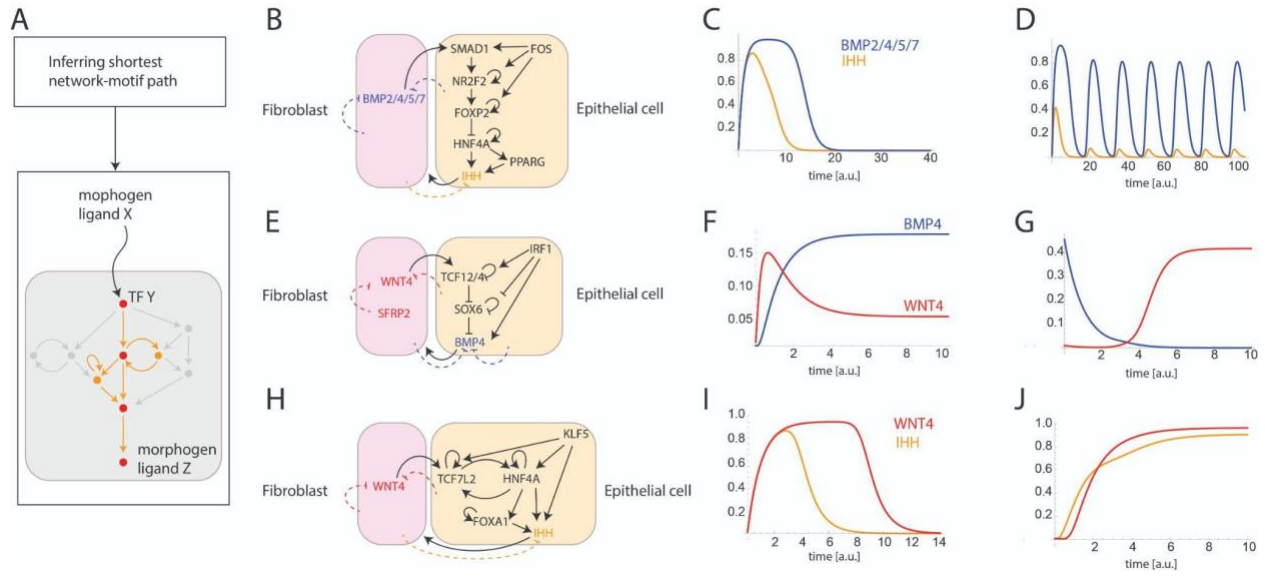 A
Inferring shortest
network-motif path
mophogen
ligand X
TF Y
morphogen
ligand Z
B
Fibroblast
BMP2/4/5/7
SMAD1
FOS
NR2F2
FOXP2
HNF4A
PPARG
IHH
Epithelial cell
C
BMP2/4/5/7
IHH
0.8
0.6
0.4
0.2
10
20
30
40
time [a.u.]
D
0.8
0.6
0.4
0.2
20
40
60
80
100
time [a.u.]
E
Fibroblast
WNT4
SFRP2
IRF1
TCF12/4
SOX6
BMP4
Epithelial cell
F
BMP4
WNT4
0.15
0.10
0.05
2
4
6
8
10
time [a.u.]
G
0.4
0.3
0.2
0.1
2
4
6
8
10
time [a.u.]
H
Fibroblast
WNT4
KLF5
TCF7L2
HNF4A
FOXA1
IHH
Epithelial cell
I
WNT4
IHH
1.0
0.8
0.6
0.4
0.2
0
2
4
6
8
10
12
14
time [a.u.]
J
1.0
0.8
0.6
0.4
0.2
2
4
6
8
10
time [a.u.]